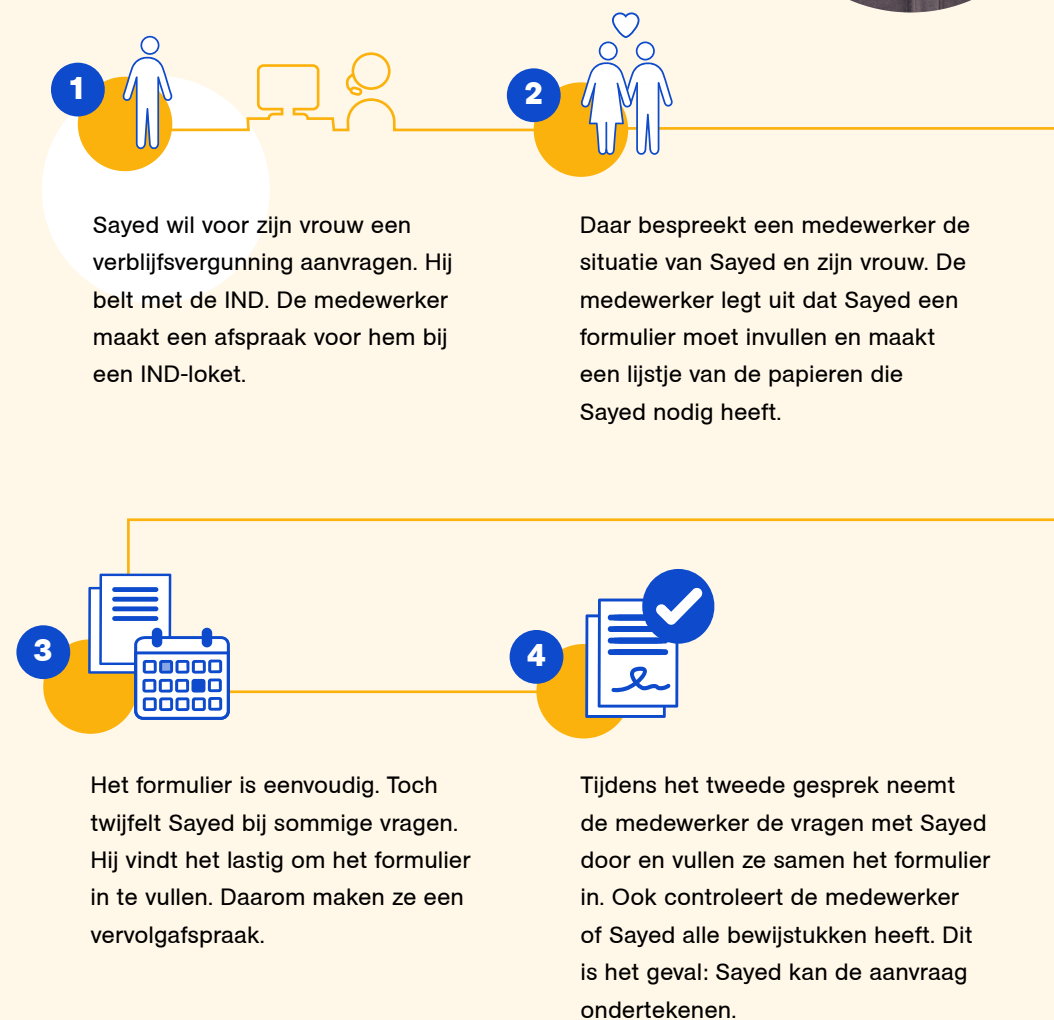 1
Sayed wil voor zijn vrouw een
verblijfsvergunning aanvragen. Hij
belt met de IND. De medewerker
maakt een afspraak voor hem bij
een IND-loket.
2
Daar bespreekt een medewerker de
situatie van Sayed en zijn vrouw. De
medewerker legt uit dat Sayed een
formulier moet invullen en maakt
een lijstje van de papieren die
Sayed nodig heeft.
3
Het formulier is eenvoudig. Toch
twijfelt Sayed bij sommige vragen.
Hij vindt het lastig om het formulier
in te vullen. Daarom maken ze een
vervolgafspraak.
4
Tijdens het tweede gesprek neemt
de medewerker de vragen met Sayed
door en vullen ze samen het formulier
in. Ook controleert de medewerker
of Sayed alle bewijstukken heeft. Dit
is het geval: Sayed kan de aanvraag
ondertekenen.